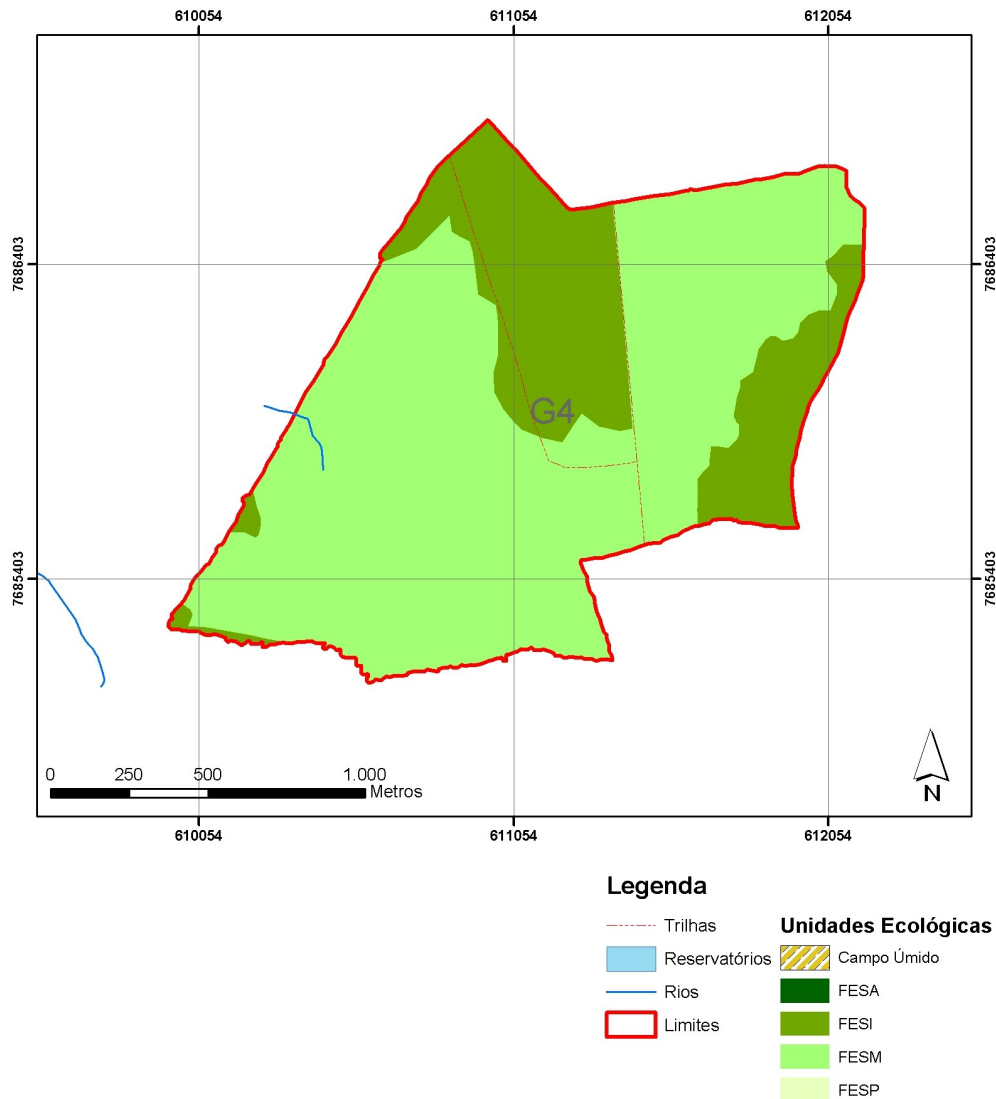 610054 611054 612054
7686403 7686403
G4
7685403 7685403
0 250 500 1.000
Metros
N
610054 611054 612054
Legenda
Trilhas
Reservatórios
Rios
Limites
Unidades Ecológicas
Campo Úmido
FESA
FESI
FESM
FESP